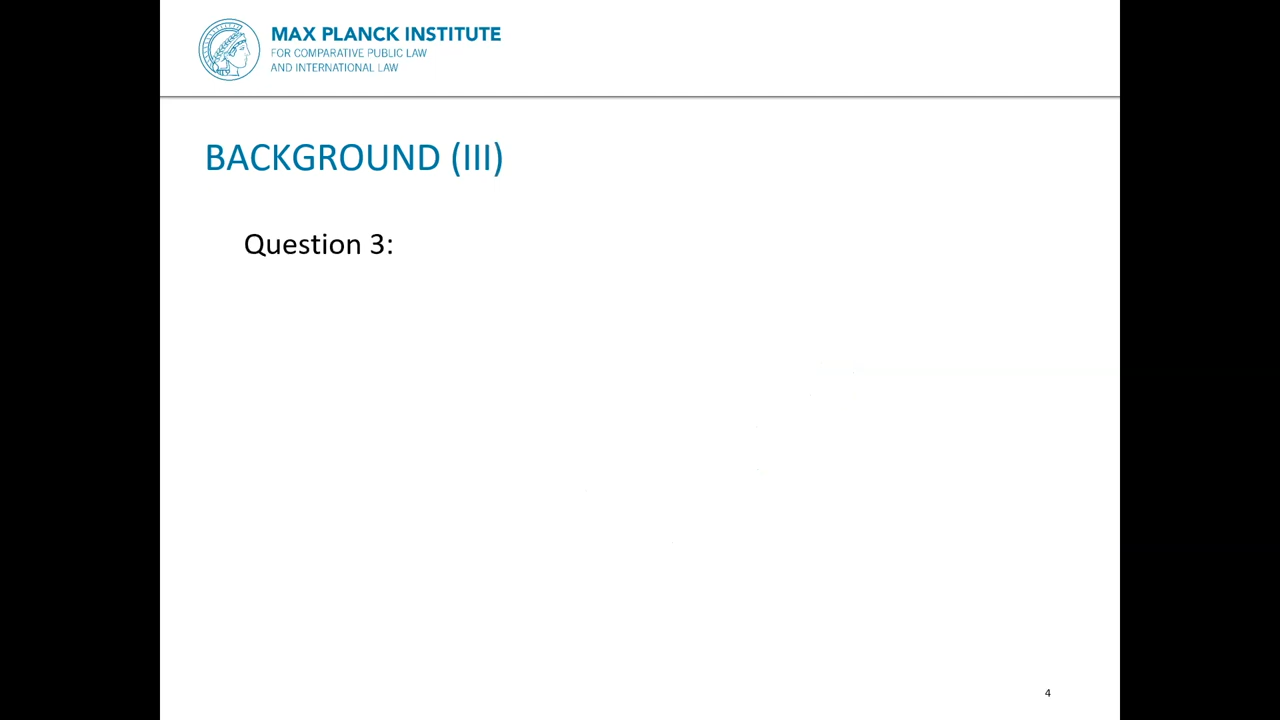 MAX PLANCK INSTITUTE
FOR COMPARATIVE PUBLIC LAW
AND INTERNATIONAL LAW
BACKGROUND (III)
Question 3:
4